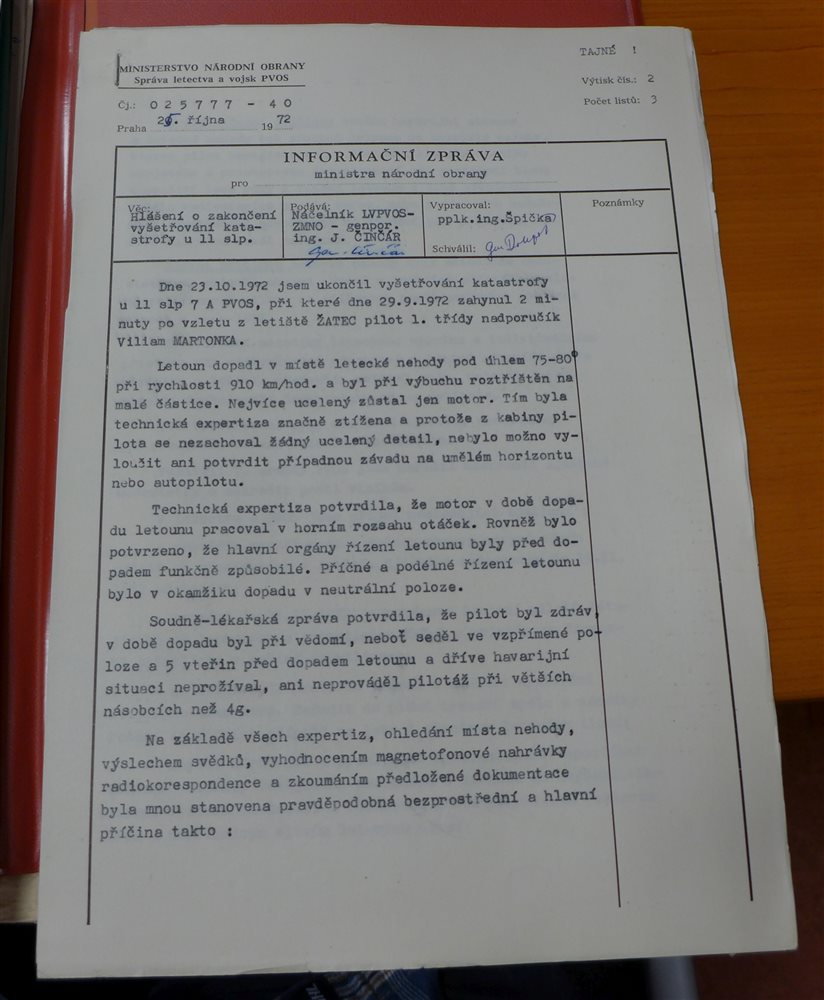 TAJNÉ !
MINISTERSTVO NÁRODNÍ OBRANY
Správa letectva a vojsk PVOS
Výtisk čís.: 2
Čj.: 025777 - 40
Počet listů: 3
Praha 25. října 1972
INFORMAČNÍ ZPRÁVA
pro ministra národní obrany
Věc:
Hlášení o zakončení
vyšetřování kata-
strofy u 11 slp.
Podává:
Náčelník LVPVOS-
ZMNO - genpor.
ing. J. ČINČÁR
Vypracoval:
pplk.ing.Špička
Schválil:
Poznámky
Dne 23.10.1972 jsem ukončil vyšetřování katastrofy
u 11 slp 7 A PVOS, při které dne 29.9.1972 zahynul 2 mi-
nuty po vzletu z letiště ŽATEC pilot 1. třídy nadporučík
Viliam MARTONKA.
Letoun dopadl v místě letecké nehody pod úhlem 75-80°
při rychlosti 910 km/hod. a byl při výbuchu roztříštěn na
malé částice. Nejvíce ucelený zůstal jen motor. Tím byla
technická expertiza značně ztížena a protože z kabiny pi-
lota se nezachoval žádný ucelený detail, nebylo možno vy-
loučit ani potvrdit případnou závadu na umělém horizontu
nebo autopilotu.
Technická expertiza potvrdila, že motor v době dopa-
du letounu pracoval v horním rozsahu otáček. Rovněž bylo
potvrzeno, že hlavní orgány řízení letounu byly před do-
padem funkčně způsobilé. Příčné a podélné řízení letounu
bylo v okamžiku dopadu v neutrální poloze.
Soudně-lékařská zpráva potvrdila, že pilot byl zdráv,
v době dopadu byl při vědomí, neboť seděl ve vzpřímené po-
loze a 5 vteřin před dopadem letounu a dříve havarijní
situaci neprožíval, ani neprováděl pilotáž při větších
násobcích než 4g.
Na základě všech expertiz, ohledání místa nehody,
výslechem svědků, vyhodnocením magnetofonové nahrávky
radiokorespondence a zkoumáním předložené dokumentace
byla mnou stanovena pravděpodobná bezprostřední a hlavní
příčina takto :